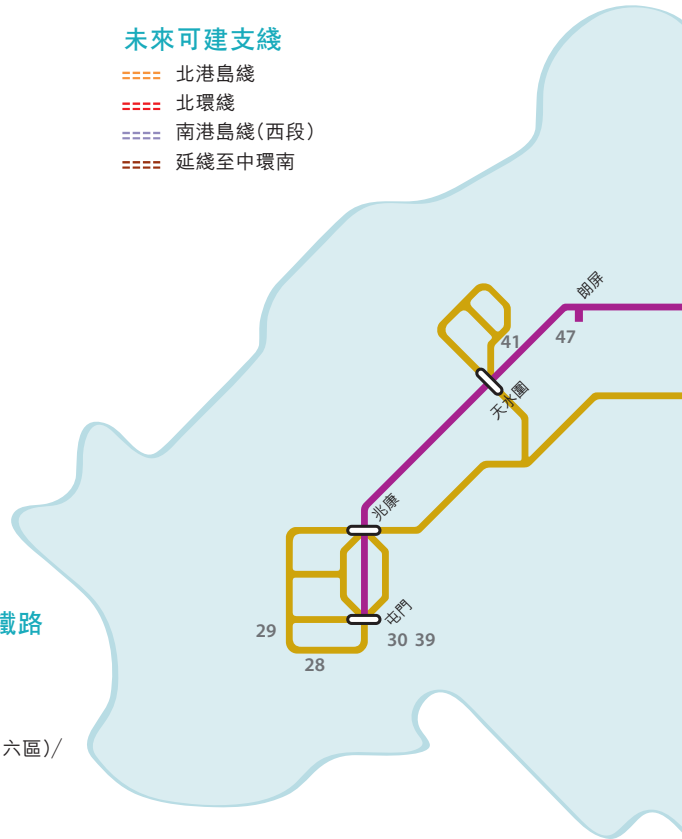 未來可建支綫
北港島綫
北環綫
南港島綫(西段)
延綫至中環南
朗屏
47
41
天水圍
兆康
屯門
30 39
29
28
鐵路
六區)/